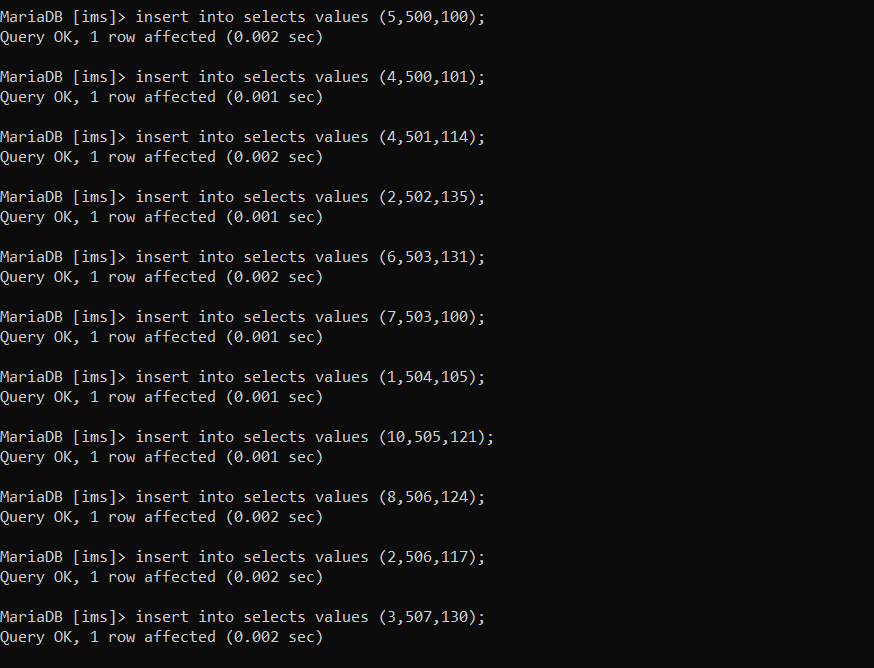 MariaDB [ims]> insert into selects values (5,500,100);
Query OK, 1 row affected (0.002 sec)
MariaDB [ims]> insert into selects values (4,500,101);
Query OK, 1 row affected (0.001 sec)
MariaDB [ims]> insert into selects values (4,501,114);
Query OK, 1 row affected (0.002 sec)
MariaDB [ims]> insert into selects values (2,502,135);
Query OK, 1 row affected (0.001 sec)
MariaDB [ims]> insert into selects values (6,503,131);
Query OK, 1 row affected (0.002 sec)
MariaDB [ims]> insert into selects values (7,503,100);
Query OK, 1 row affected (0.001 sec)
MariaDB [ims]> insert into selects values (1,504,105);
Query OK, 1 row affected (0.001 sec)
MariaDB [ims]> insert into selects values (10,505,121);
Query OK, 1 row affected (0.001 sec)
MariaDB [ims]> insert into selects values (8,506,124);
Query OK, 1 row affected (0.002 sec)
MariaDB [ims]> insert into selects values (2,506,117);
Query OK, 1 row affected (0.002 sec)
MariaDB [ims]> insert into selects values (3,507,130);
Query OK, 1 row affected (0.002 sec)